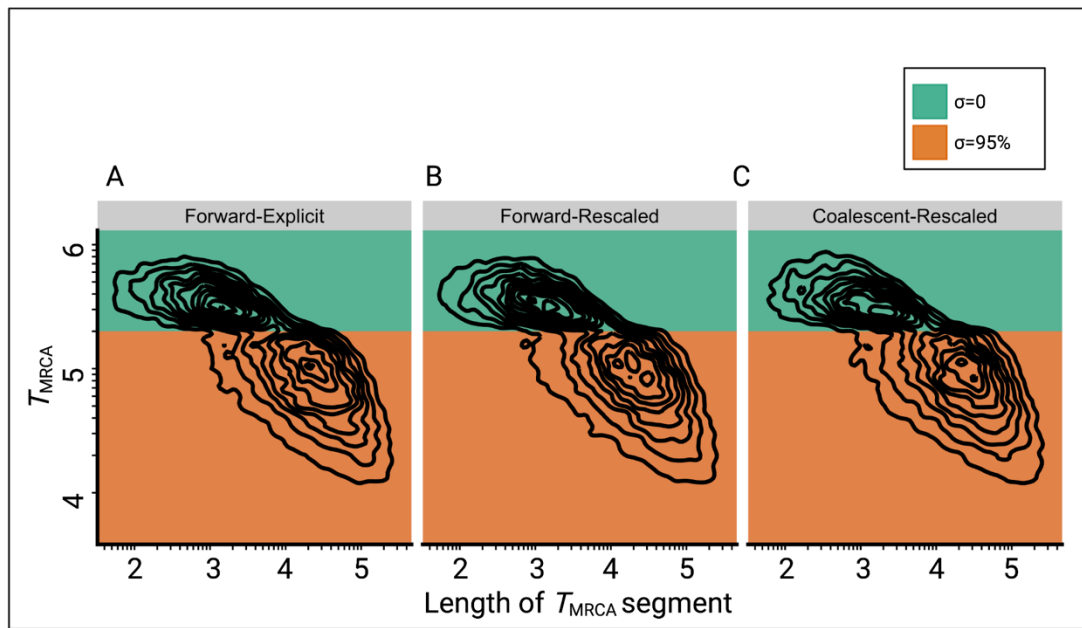 σ=0
σ=95%
A B C
Forward-Explicit Forward-Rescaled Coalescent-Rescaled
6
5
4
TMRCA
2 3 4 5 2 3 4 5 2 3 4 5
Length of TMRCA segment